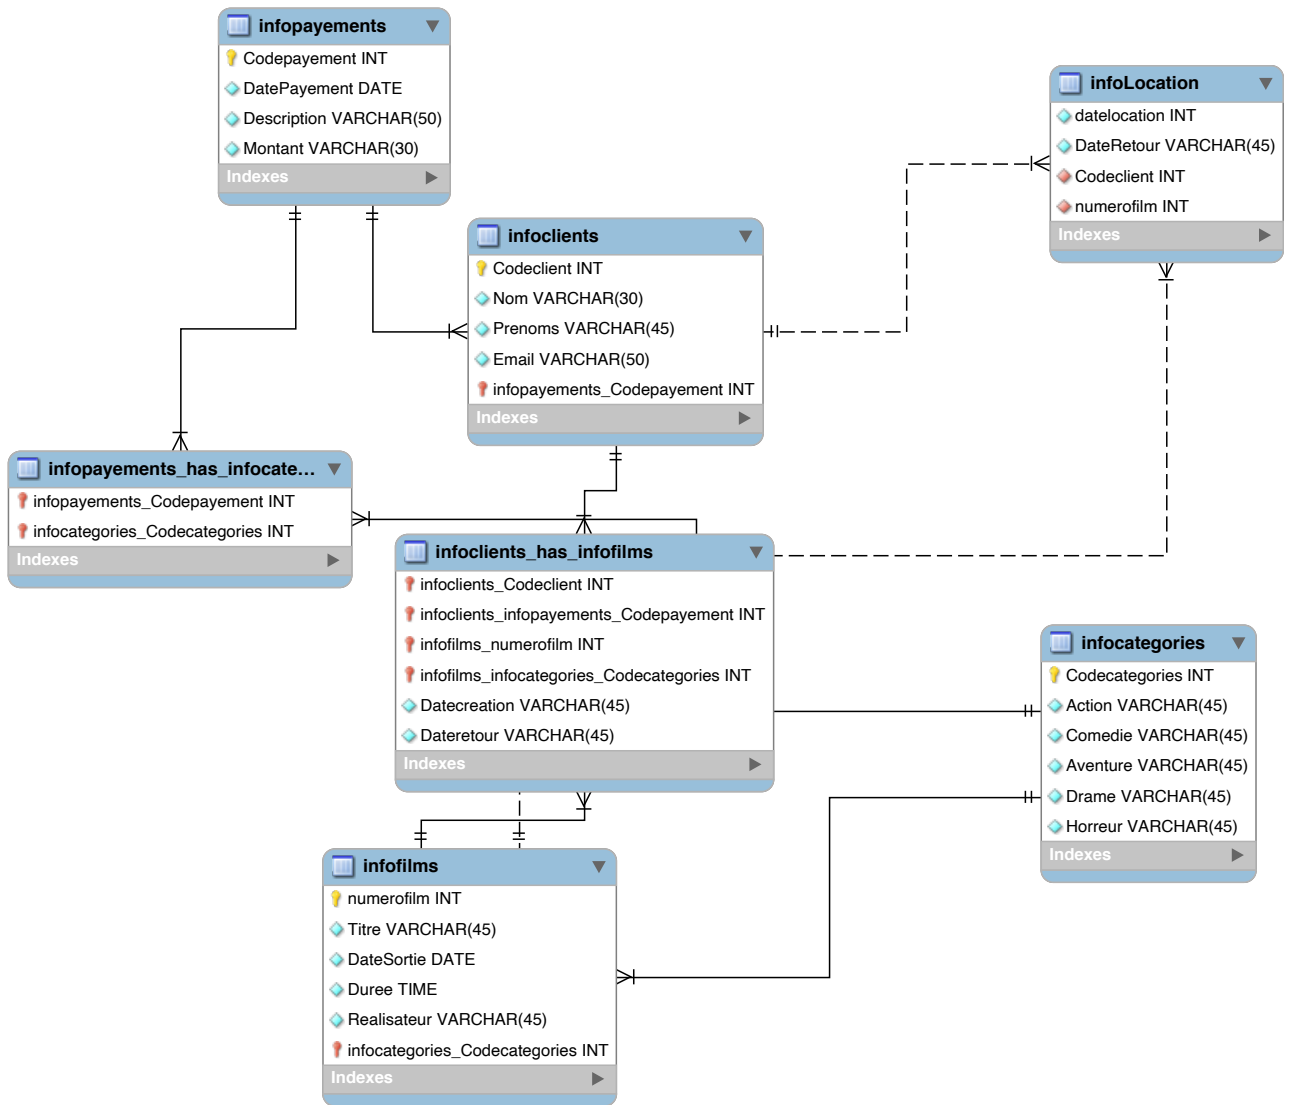 infopayements
Codepayement INT
DatePayement DATE
Description VARCHAR(50)
Montant VARCHAR(30)
Indexes
infoLocation
datelocation INT
DateRetour VARCHAR(45)
Codeclient INT
numerofilm INT
Indexes
infoclients
Codeclient INT
Nom VARCHAR(30)
Prenoms VARCHAR(45)
Email VARCHAR(50)
infopayements_Codepayement INT
Indexes
infopayements_has_infocate...
infopayements_Codepayement INT
infocategories_Codecategories INT
Indexes
infoclients_has_infofilms
infoclients_Codeclient INT
infoclients_infopayements_Codepayement INT
infofilms_numerofilm INT
infofilms_infocategories_Codecategories INT
Datecreation VARCHAR(45)
Dateretour VARCHAR(45)
Indexes
infocategories
Codecategories INT
Action VARCHAR(45)
Comedie VARCHAR(45)
Aventure VARCHAR(45)
Drame VARCHAR(45)
Horreur VARCHAR(45)
Indexes
infofilms
numerofilm INT
Titre VARCHAR(45)
DateSortie DATE
Duree TIME
Realisateur VARCHAR(45)
infocategories_Codecategories INT
Indexes